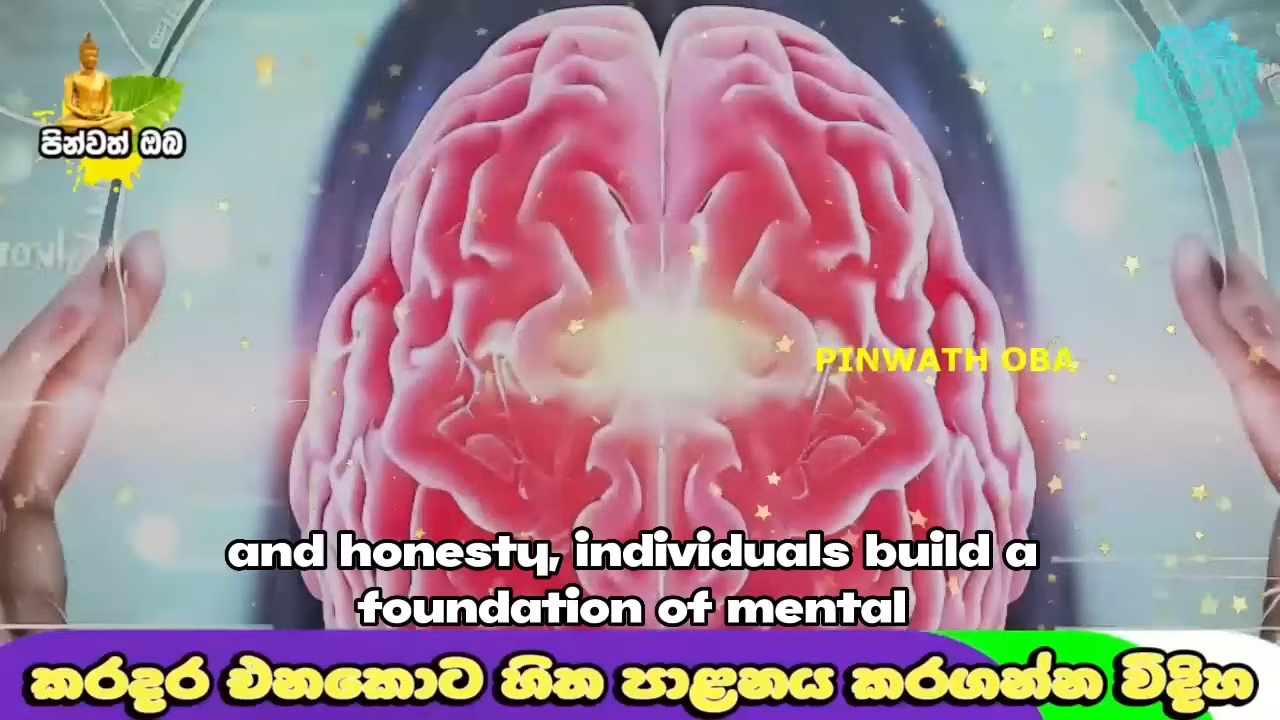 පින්වත් ඔබ
PINWATH OBA
and honesty, individuals build a
foundation of mental
කරදර එනකොට හිත පාළනය කරගන්න විදිහ